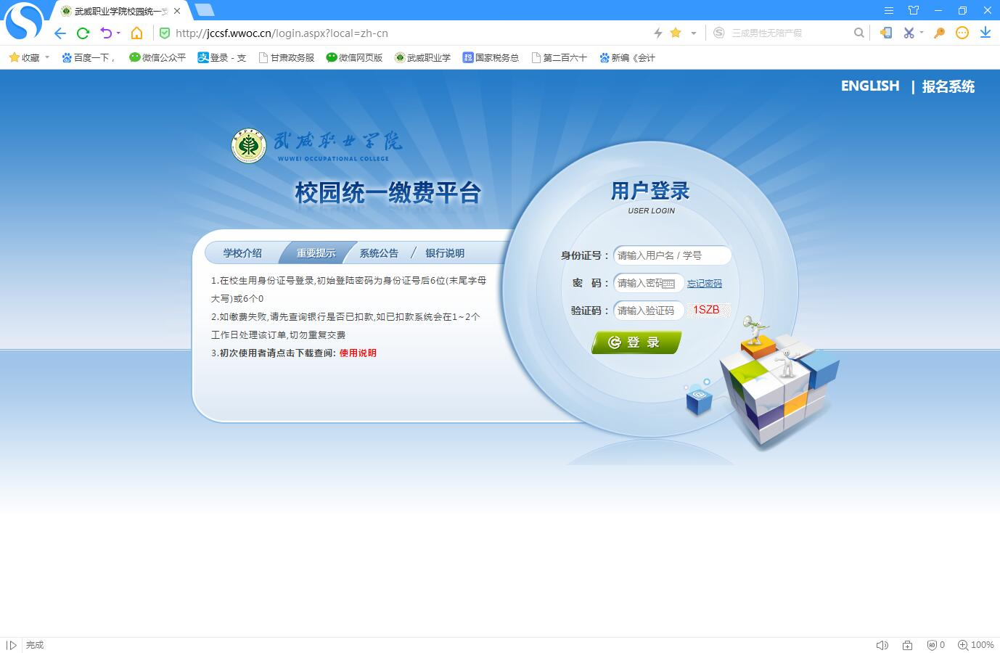 武威职业学院校园统一支
http://jccsf.wwoc.cn/login.aspx?local=zh-cn
三成男性无陪产假
收藏 百度一下， 微信公众平 登录 - 支 甘肃政务服 微信网页版 武威职业学 国家税务总 第二百六十 新编《会计
ENGLISH | 报名系统
武威职业学院
WUWEI OCCUPATIONAL COLLEGE
校园统一缴费平台
学校介绍 重要提示 系统公告 / 银行说明
1.在校生用身份证号登录,初始登陆密码为身份证号后6位(末尾字母
大写)或6个0
2.如缴费失败,请先查询银行是否已扣款,如已扣款系统会在1~2个
工作日处理该订单,切勿重复交费
3.初次使用者请点击下载查阅: 使用说明
用户登录
USER LOGIN
身份证号： 请输入用户名 / 学号
密 码： 请输入密码 忘记密码
验证码： 请输入验证码 1SZB
登 录
完成
0 100%